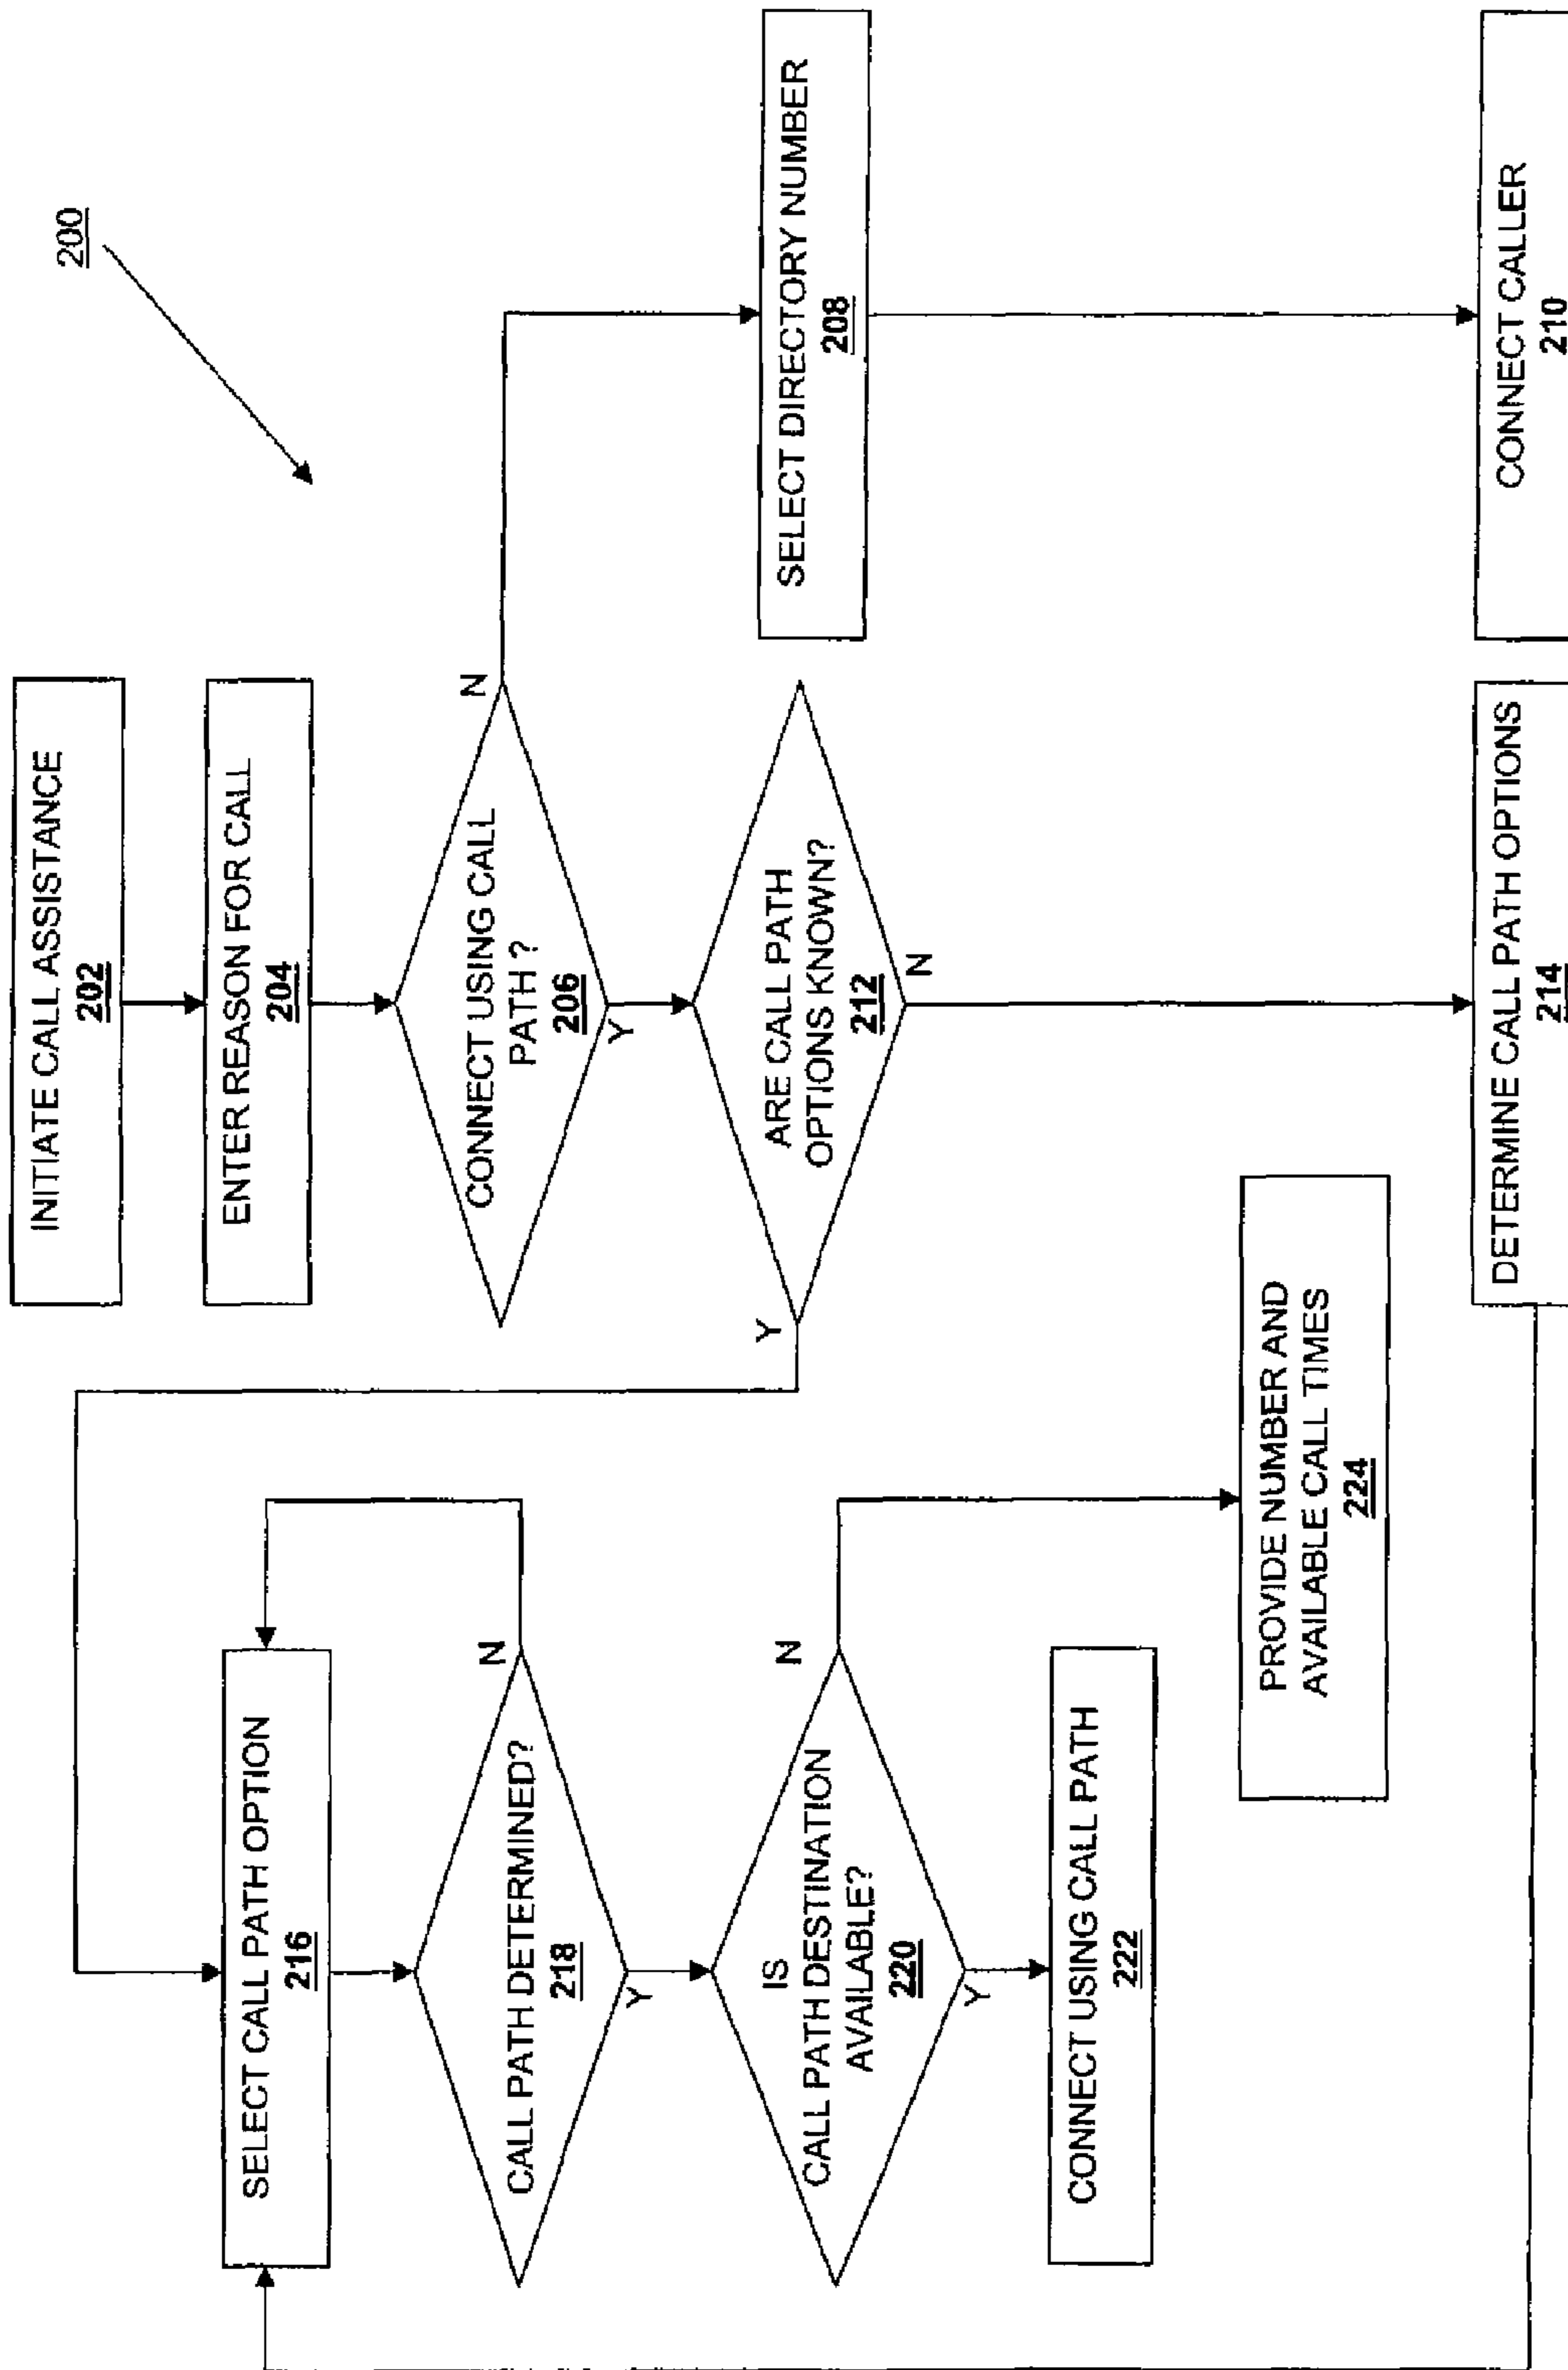 200
INITIATE CALL ASSISTANCE
202
ENTER REASON FOR CALL
204
CONNECT USING CALL
PATH ?
206
N
Y
SELECT DIRECTORY NUMBER
208
CONNECT CALLER
210
ARE CALL PATH
OPTIONS KNOWN?
212
Y
N
DETERMINE CALL PATH OPTIONS
214
SELECT CALL PATH OPTION
216
CALL PATH DETERMINED?
218
N
Y
IS
CALL PATH DESTINATION
AVAILABLE?
220
N
Y
CONNECT USING CALL PATH
222
PROVIDE NUMBER AND
AVAILABLE CALL TIMES
224